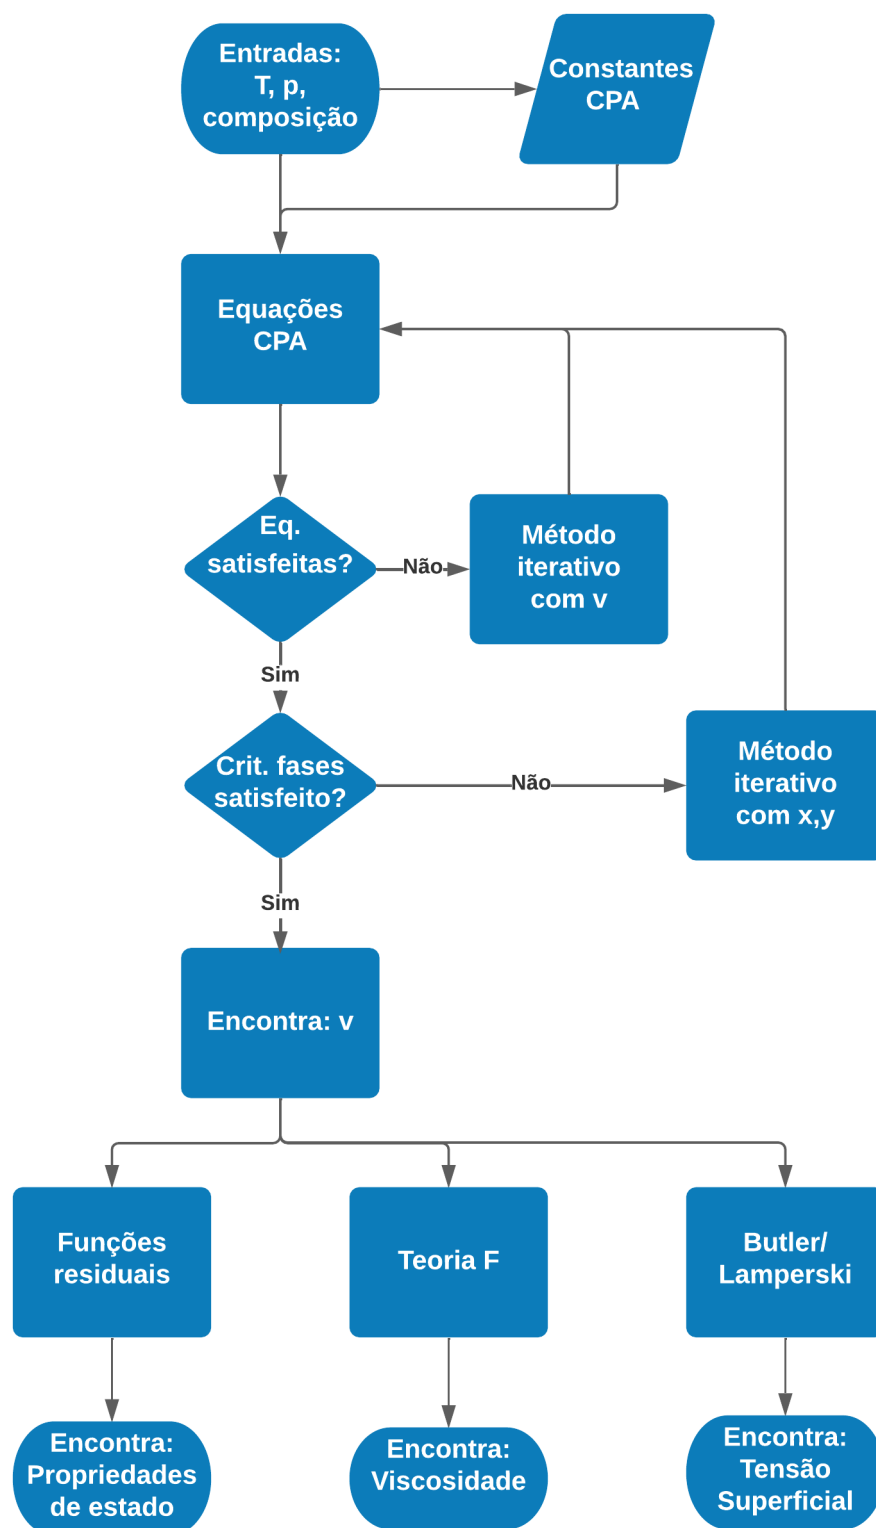 Entradas:
T, p,
composição
Constantes
CPA
Equações
CPA
Eq.
satisfeitas?
Não
Método
iterativo
com v
Sim
Crit. fases
satisfeito?
Não
Método
iterativo
com x,y
Sim
Encontra: v
Funções
residuais
Teoria F
Butler/
Lamperski
Encontra:
Propriedades
de estado
Encontra:
Viscosidade
Encontra:
Tensão
Superficial